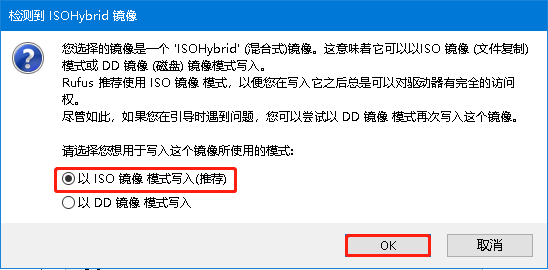 检测到 ISOHybrid 镜像
您选择的镜像是一个 'ISOHybrid' (混合式)镜像。这意味着它可以以ISO 镜像 (文件复制)
模式或 DD 镜像 (磁盘) 镜像模式写入。
Rufus 推荐使用 ISO 镜像 模式，以便您在写入它之后总是可以对驱动器有完全的访问
权。
尽管如此，如果您在引导时遇到问题，您可以尝试以 DD 镜像 模式再次写入这个镜像。
请选择您想用于写入这个镜像所使用的模式:
以 ISO 镜像 模式写入(推荐)
以 DD 镜像 模式写入
OK
取消